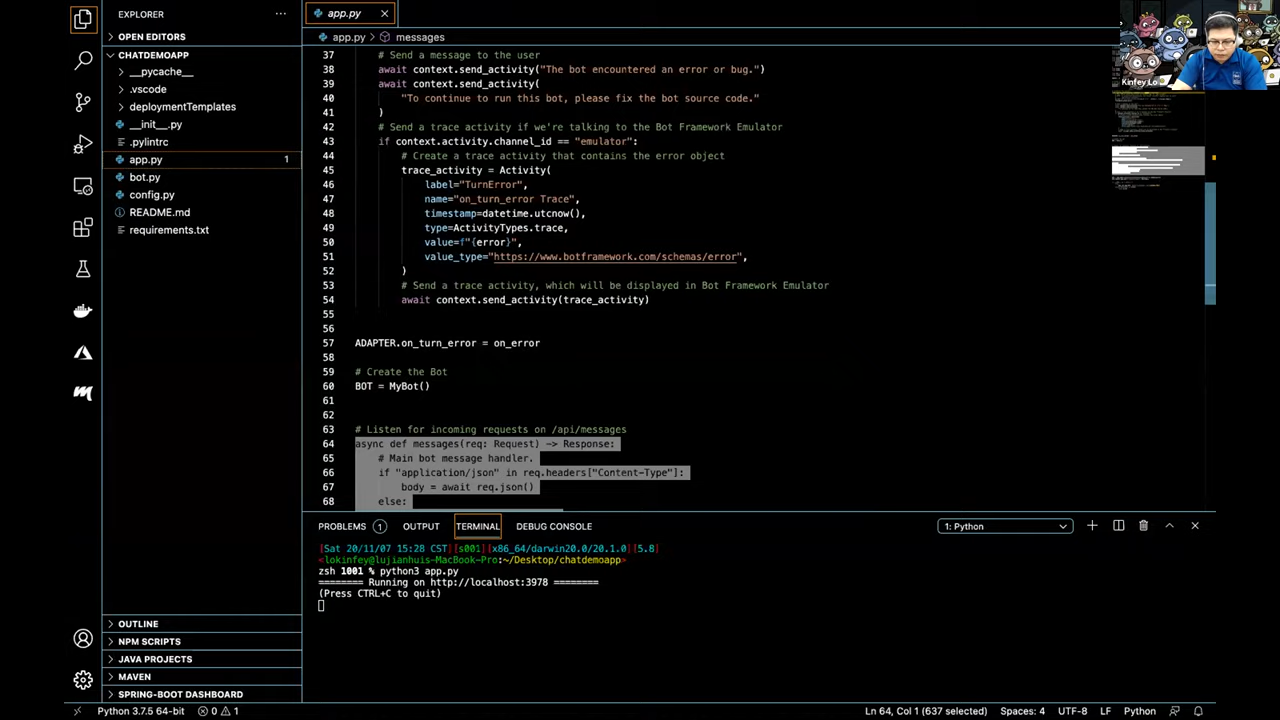 EXPLORER
···
OPEN EDITORS
CHATDEMOAPP
__pycache__
.vscode
deploymentTemplates
__init__.py
.pylintrc
app.py 1
bot.py
config.py
README.md
requirements.txt
OUTLINE
NPM SCRIPTS
JAVA PROJECTS
MAVEN
SPRING-BOOT DASHBOARD
app.py
app.py > messages
37 # Send a message to the user
38 await context.send_activity("The bot encountered an error or bug.")
39 await context.send_activity(
40 "To continue to run this bot, please fix the bot source code."
41 )
42 # Send a trace activity if we're talking to the Bot Framework Emulator
43 if context.activity.channel_id == "emulator":
44 # Create a trace activity that contains the error object
45 trace_activity = Activity(
46 label="TurnError",
47 name="on_turn_error Trace",
48 timestamp=datetime.utcnow(),
49 type=ActivityTypes.trace,
50 value=f"{error}",
51 value_type="https://www.botframework.com/schemas/error",
52 )
53 # Send a trace activity, which will be displayed in Bot Framework Emulator
54 await context.send_activity(trace_activity)
55
56
57 ADAPTER.on_turn_error = on_error
58
59 # Create the Bot
60 BOT = MyBot()
61
62
63 # Listen for incoming requests on /api/messages
64 async def messages(req: Request) -> Response:
65 # Main bot message handler.
66 if "application/json" in req.headers["Content-Type"]:
67 body = await req.json()
68 else:
PROBLEMS 1 OUTPUT TERMINAL DEBUG CONSOLE 1: Python
[Sat 20/11/07 15:28 CST][s001][x86_64/darwin20.0/20.1.0][5.8]
<lokinfey@lujianhuis-MacBook-Pro:~/Desktop/chatdemoapp>
zsh 1001 % python3 app.py
======== Running on http://localhost:3978 ========
(Press CTRL+C to quit)
Python 3.7.5 64-bit 0 1 Ln 64, Col 1 (637 selected) Spaces: 4 UTF-8 LF Python
Kinfey Lo